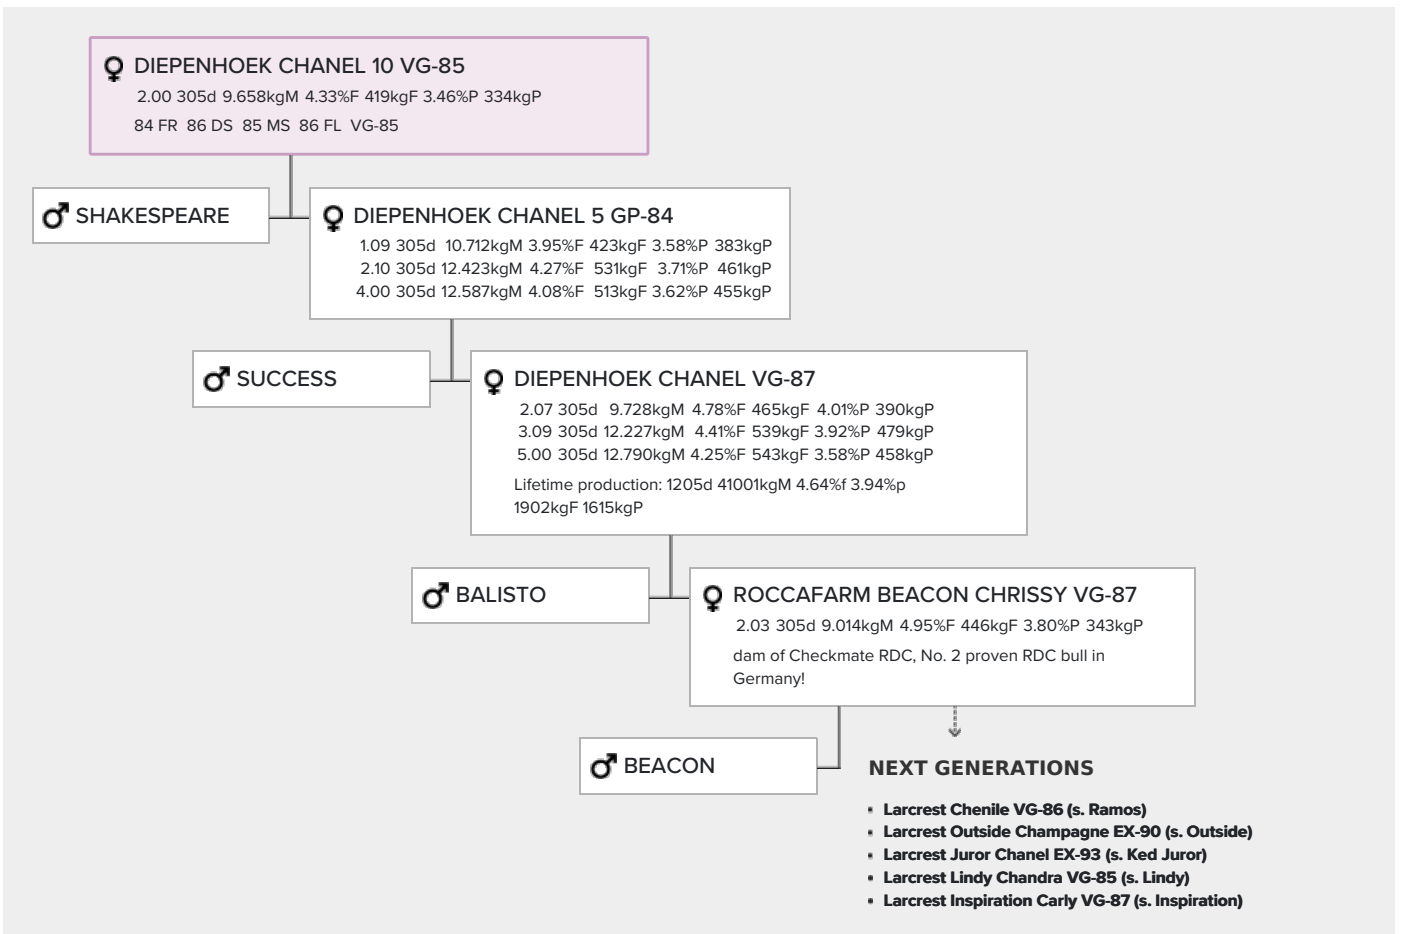 DIEPENHOEK CHANEL 10 VG-85
2.00 305d 9.658kgM 4.33%F 419kgF 3.46%P 334kgP
84 FR 86 DS 85 MS 86 FL VG-85
SHAKESPEARE
DIEPENHOEK CHANEL 5 GP-84
1.09 305d 10.712kgM 3.95%F 423kgF 3.58%P 383kgP
2.10 305d 12.423kgM 4.27%F 531kgF 3.71%P 461kgP
4.00 305d 12.587kgM 4.08%F 513kgF 3.62%P 455kgP
SUCCESS
DIEPENHOEK CHANEL VG-87
2.07 305d 9.728kgM 4.78%F 465kgF 4.01%P 390kgP
3.09 305d 12.227kgM 4.41%F 539kgF 3.92%P 479kgP
5.00 305d 12.790kgM 4.25%F 543kgF 3.58%P 458kgP
Lifetime production: 1205d 41001kgM 4.64%f 3.94%p
1902kgF 1615kgP
BALISTO
ROCCAFARM BEACON CHRISSY VG-87
2.03 305d 9.014kgM 4.95%F 446kgF 3.80%P 343kgP
dam of Checkmate RDC, No. 2 proven RDC bull in
Germany!
BEACON
NEXT GENERATIONS
• Larcrest Chenile VG-86 (s. Ramos)
• Larcrest Outside Champagne EX-90 (s. Outside)
• Larcrest Juror Chanel EX-93 (s. Ked Juror)
• Larcrest Lindy Chandra VG-85 (s. Lindy)
• Larcrest Inspiration Carly VG-87 (s. Inspiration)